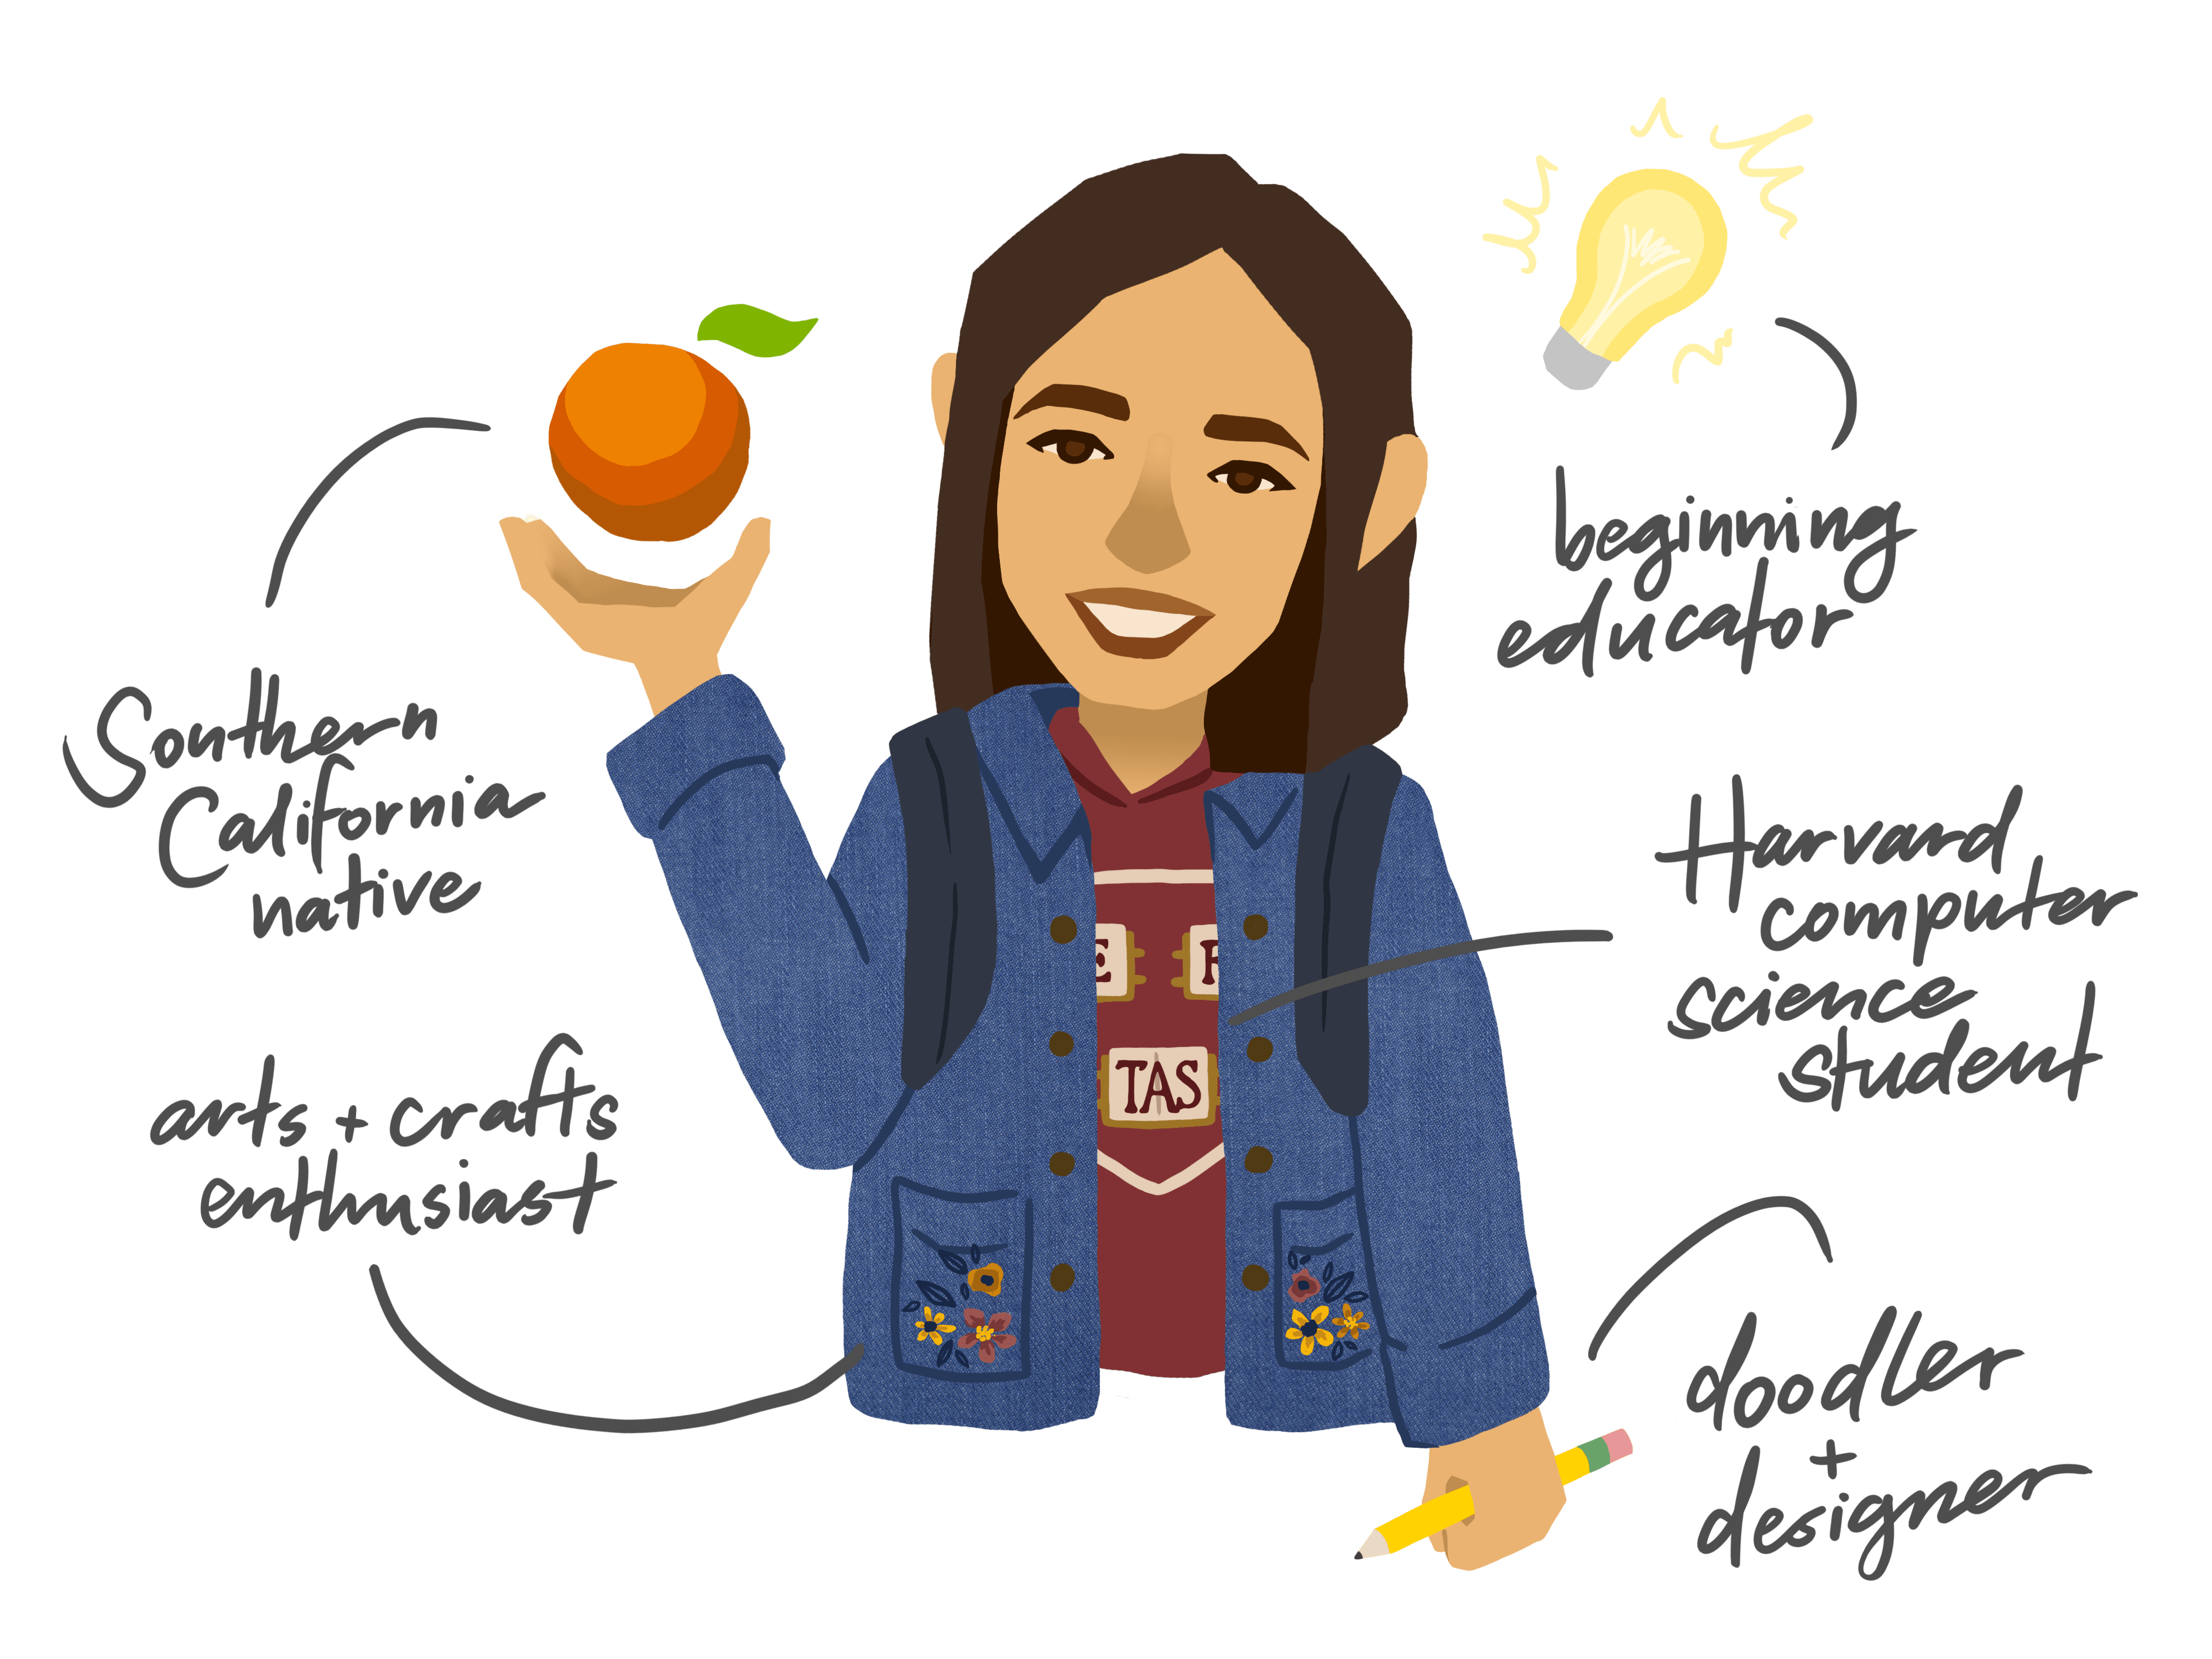 Southern
California
native
arts + crafts
enthusiast
beginning
educator
Harvard
computer
science
student
doodler
+
designer
E R
TAS